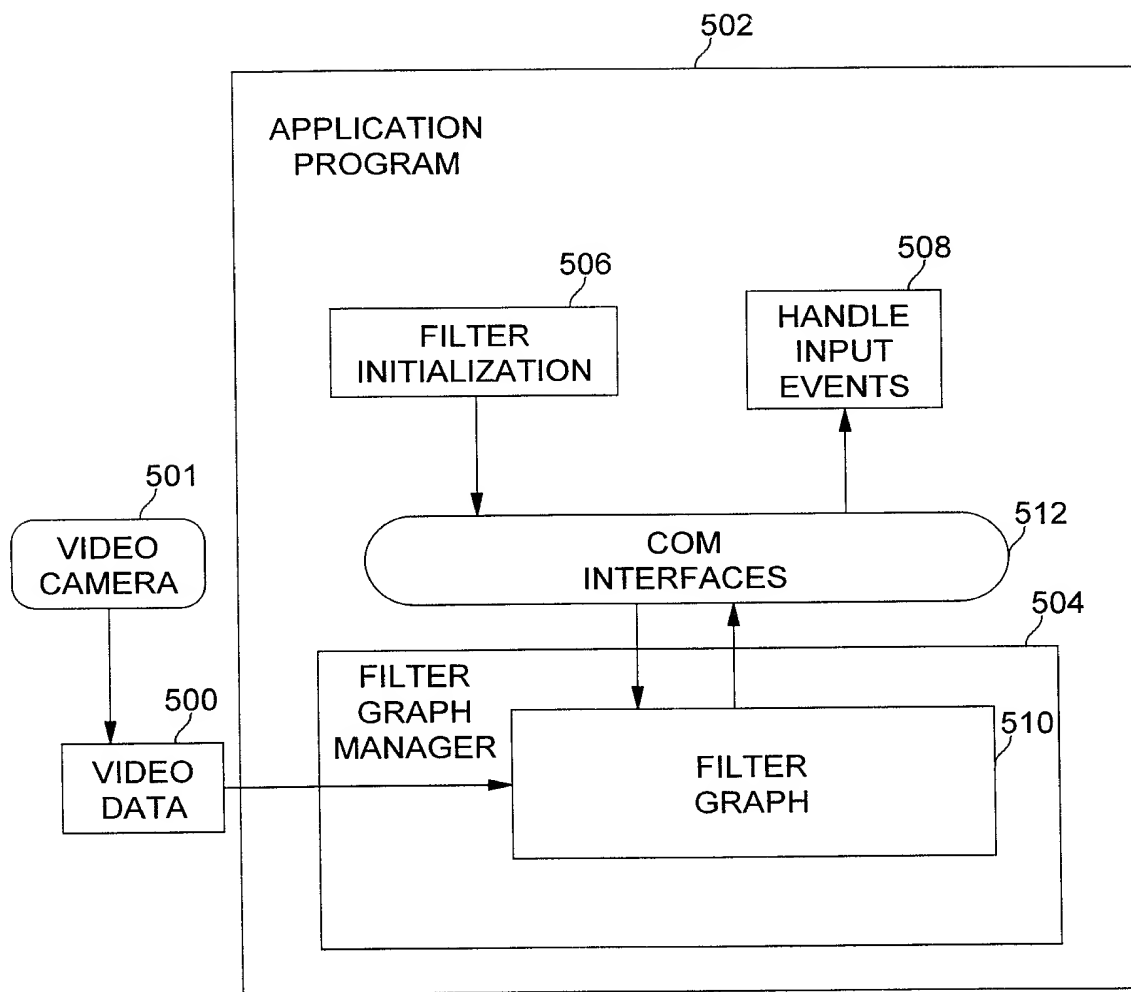 502
APPLICATION
PROGRAM
506
FILTER
INITIALIZATION
508
HANDLE
INPUT
EVENTS
501
VIDEO
CAMERA
512
COM
INTERFACES
504
500
VIDEO
DATA
FILTER
GRAPH
MANAGER
510
FILTER
GRAPH